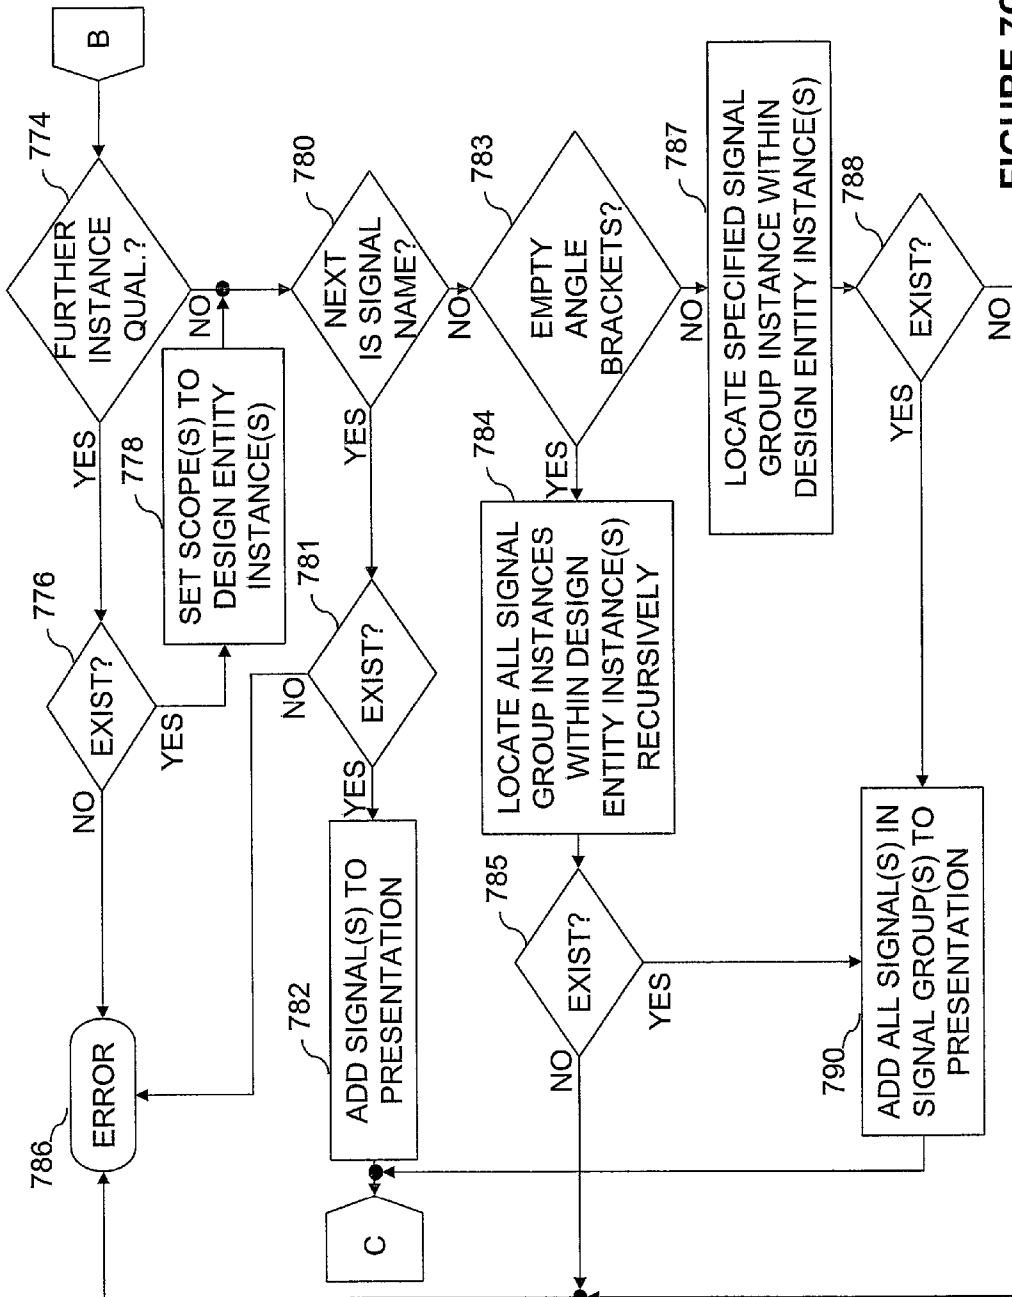 B
774
FURTHER
INSTANCE
QUAL.?
YES
NO
776
EXIST?
NO
YES
778
SET SCOPE(S) TO
DESIGN ENTITY
INSTANCE(S)
786
ERROR
780
NEXT
IS SIGNAL
NAME?
YES
NO
781
EXIST?
NO
YES
782
ADD SIGNAL(S) TO
PRESENTATION
C
783
EMPTY
ANGLE
BRACKETS?
YES
NO
784
LOCATE ALL SIGNAL
GROUP INSTANCES
WITHIN DESIGN
ENTITY INSTANCE(S)
RECURSIVELY
785
EXIST?
NO
YES
787
LOCATE SPECIFIED SIGNAL
GROUP INSTANCE WITHIN
DESIGN ENTITY INSTANCE(S)
788
EXIST?
YES
NO
790
ADD ALL SIGNAL(S) IN
SIGNAL GROUP(S) TO
PRESENTATION
FIGURE